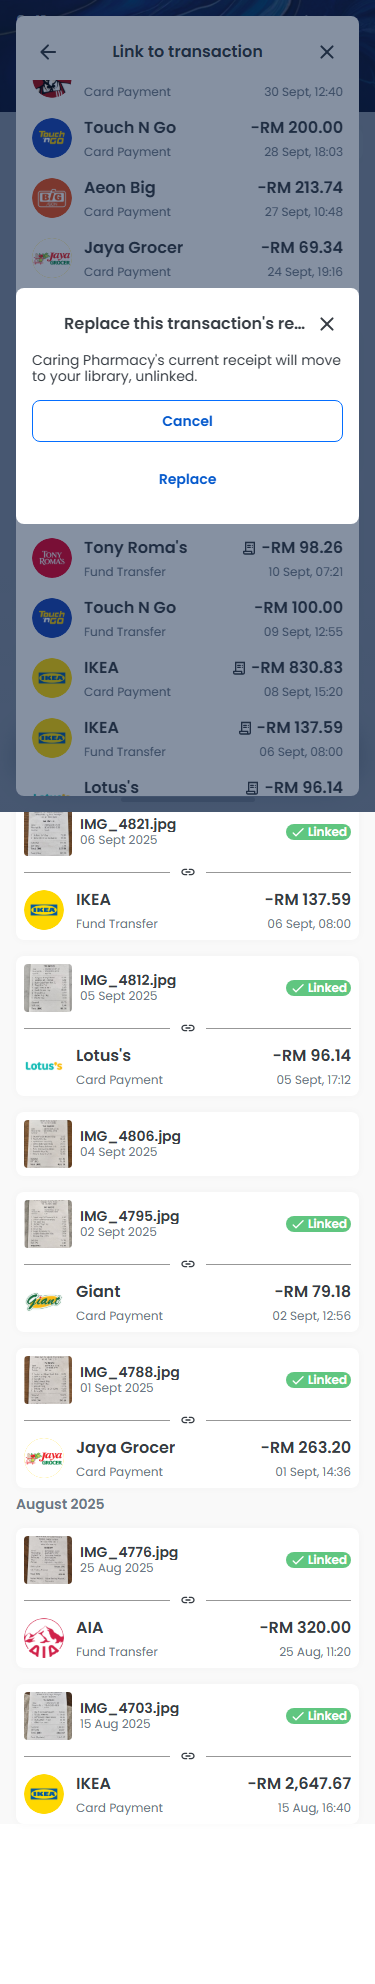 Link to transaction
Card Payment 30 Sept, 12:40
Touch N Go -RM 200.00
Card Payment 28 Sept, 18:03
Aeon Big -RM 213.74
Card Payment 27 Sept, 10:48
Jaya Grocer -RM 69.34
Card Payment 24 Sept, 19:16
Replace this transaction's re...
Caring Pharmacy's current receipt will move
to your library, unlinked.
Cancel
Replace
Tony Roma's -RM 98.26
Fund Transfer 10 Sept, 07:21
Touch N Go -RM 100.00
Fund Transfer 09 Sept, 12:55
IKEA -RM 830.83
Card Payment 08 Sept, 15:20
IKEA -RM 137.59
Fund Transfer 06 Sept, 08:00
Lotus's -RM 96.14
IMG_4821.jpg Linked
06 Sept 2025
IKEA -RM 137.59
Fund Transfer 06 Sept, 08:00
IMG_4812.jpg Linked
05 Sept 2025
Lotus's -RM 96.14
Card Payment 05 Sept, 17:12
IMG_4806.jpg
04 Sept 2025
IMG_4795.jpg Linked
02 Sept 2025
Giant -RM 79.18
Card Payment 02 Sept, 12:56
IMG_4788.jpg Linked
01 Sept 2025
Jaya Grocer -RM 263.20
Card Payment 01 Sept, 14:36
August 2025
IMG_4776.jpg Linked
25 Aug 2025
AIA -RM 320.00
Fund Transfer 25 Aug, 11:20
IMG_4703.jpg Linked
15 Aug 2025
IKEA -RM 2,647.67
Card Payment 15 Aug, 16:40